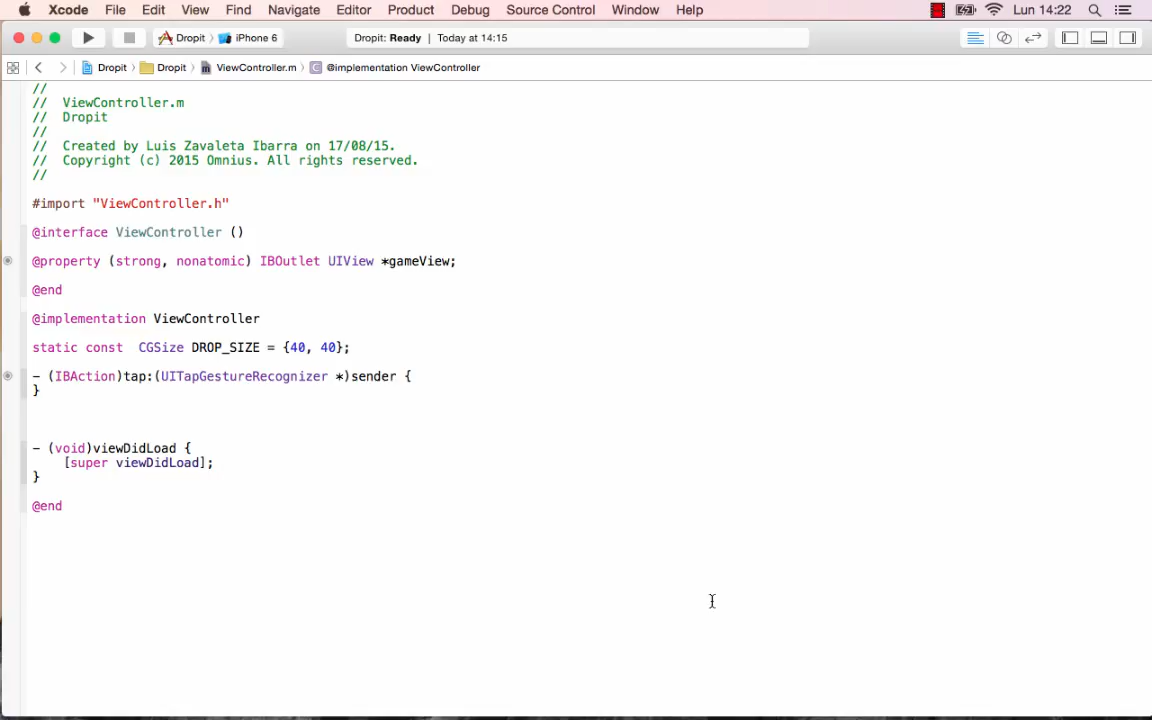 Xcode File Edit View Find Navigate Editor Product Debug Source Control Window Help Lun 14:22
Dropit iPhone 6 Dropit: Ready | Today at 14:15
Dropit Dropit ViewController.m C @implementation ViewController
//
// ViewController.m
// Dropit
//
// Created by Luis Zavaleta Ibarra on 17/08/15.
// Copyright (c) 2015 Omnius. All rights reserved.
//
#import "ViewController.h"
@interface ViewController ()
@property (strong, nonatomic) IBOutlet UIView *gameView;
@end
@implementation ViewController
static const  CGSize DROP_SIZE = {40, 40};
- (IBAction)tap:(UITapGestureRecognizer *)sender {
}
- (void)viewDidLoad {
[super viewDidLoad];
}
@end